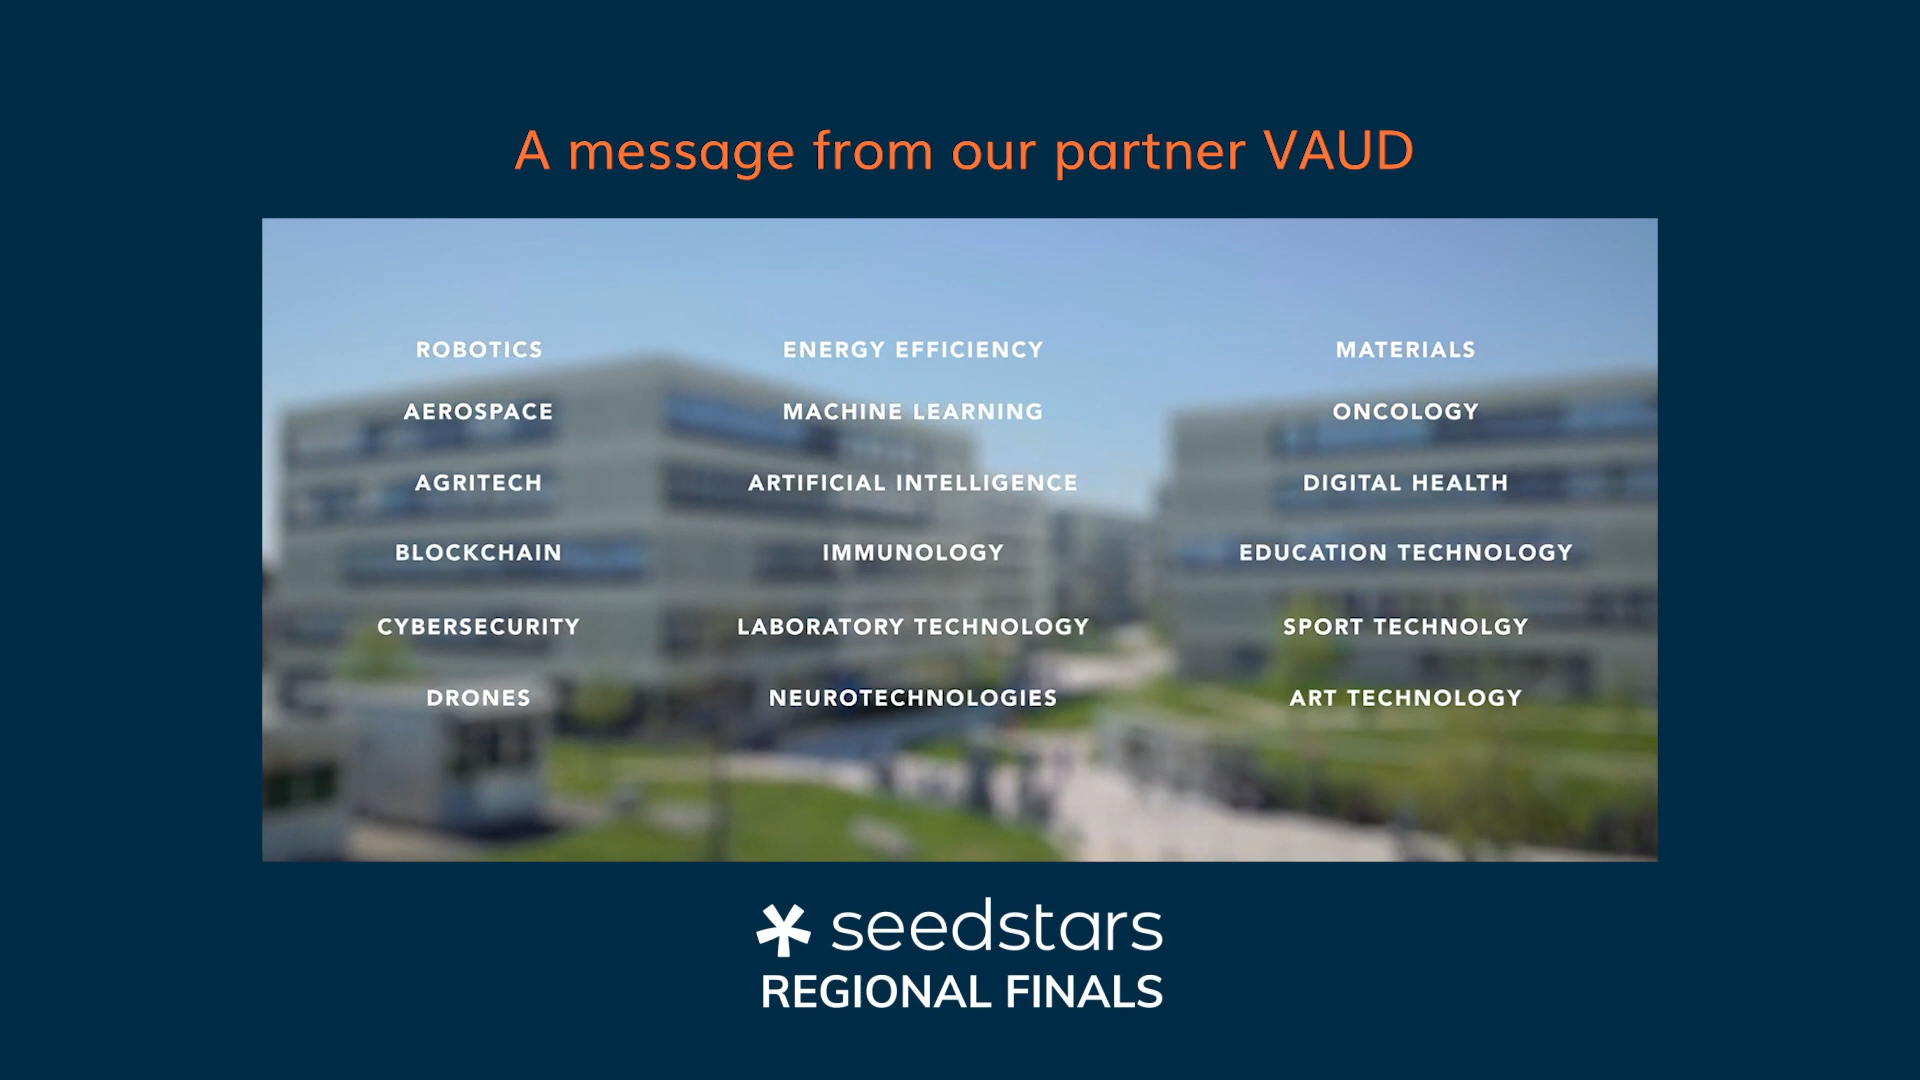 A message from our partner VAUD
ROBOTICS
ENERGY EFFICIENCY
MATERIALS
AEROSPACE
MACHINE LEARNING
ONCOLOGY
AGRITECH
ARTIFICIAL INTELLIGENCE
DIGITAL HEALTH
BLOCKCHAIN
IMMUNOLOGY
EDUCATION TECHNOLOGY
CYBERSECURITY
LABORATORY TECHNOLOGY
SPORT TECHNOLGY
DRONES
NEUROTECHNOLOGIES
ART TECHNOLOGY
seedstars
REGIONAL FINALS